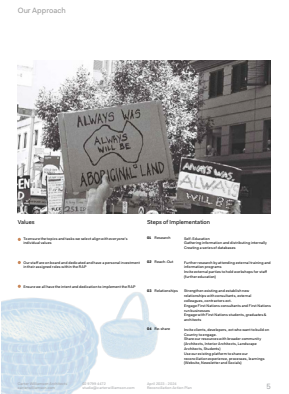 Our Approach
ALWAYS WAS
ALWAYS
WILL BE
ABORIGINAL LAND
ALWAYS WAS
ALWAYS
WILL BE
Values
To ensure the topics and tasks we select align with everyone's
individual values
Our staff are on board and dedicated and have a personal investment
in their assigned roles within the RAP
Ensure we all have the intent and dedication to implement the RAP
Steps of Implementation
01 Research
Self-Education
Gathering information and distributing internally
Creating a series of databases
02 Reach-Out
Further research by attending external training and
information programs
Invite external parties to hold workshops for staff
(further education)
03 Relationships
Strengthen existing and establish new
relationships with consultants, external
colleagues, contractors etc
Engage First Nations Consultants and First Nations
run businesses
Engage with First Nations students, graduates &
architects
04 Re-share
Invite clients, developers, not who want to build on
Country to engage.
Share our resources with broader community
(Architects, Interior Architects, Landscape
Architects, Students)
Use our existing platform to share our
records of our experience, processes, learnings
(Website, Newsletter and Socials)
April 2023 - 2024
Reconciliation Action Plan
5